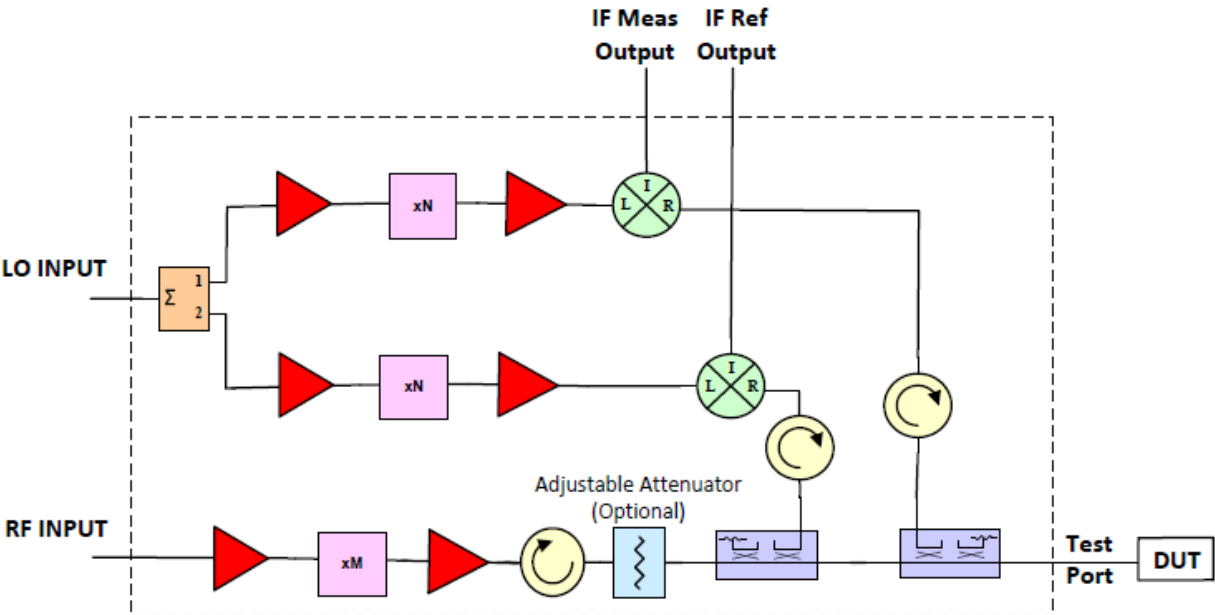 IF Meas
Output
IF Ref
Output
I
L
R
xN
LO INPUT
Σ
1
2
I
L
R
xN
Adjustable Attenuator
(Optional)
RF INPUT
xM
Test
Port
DUT